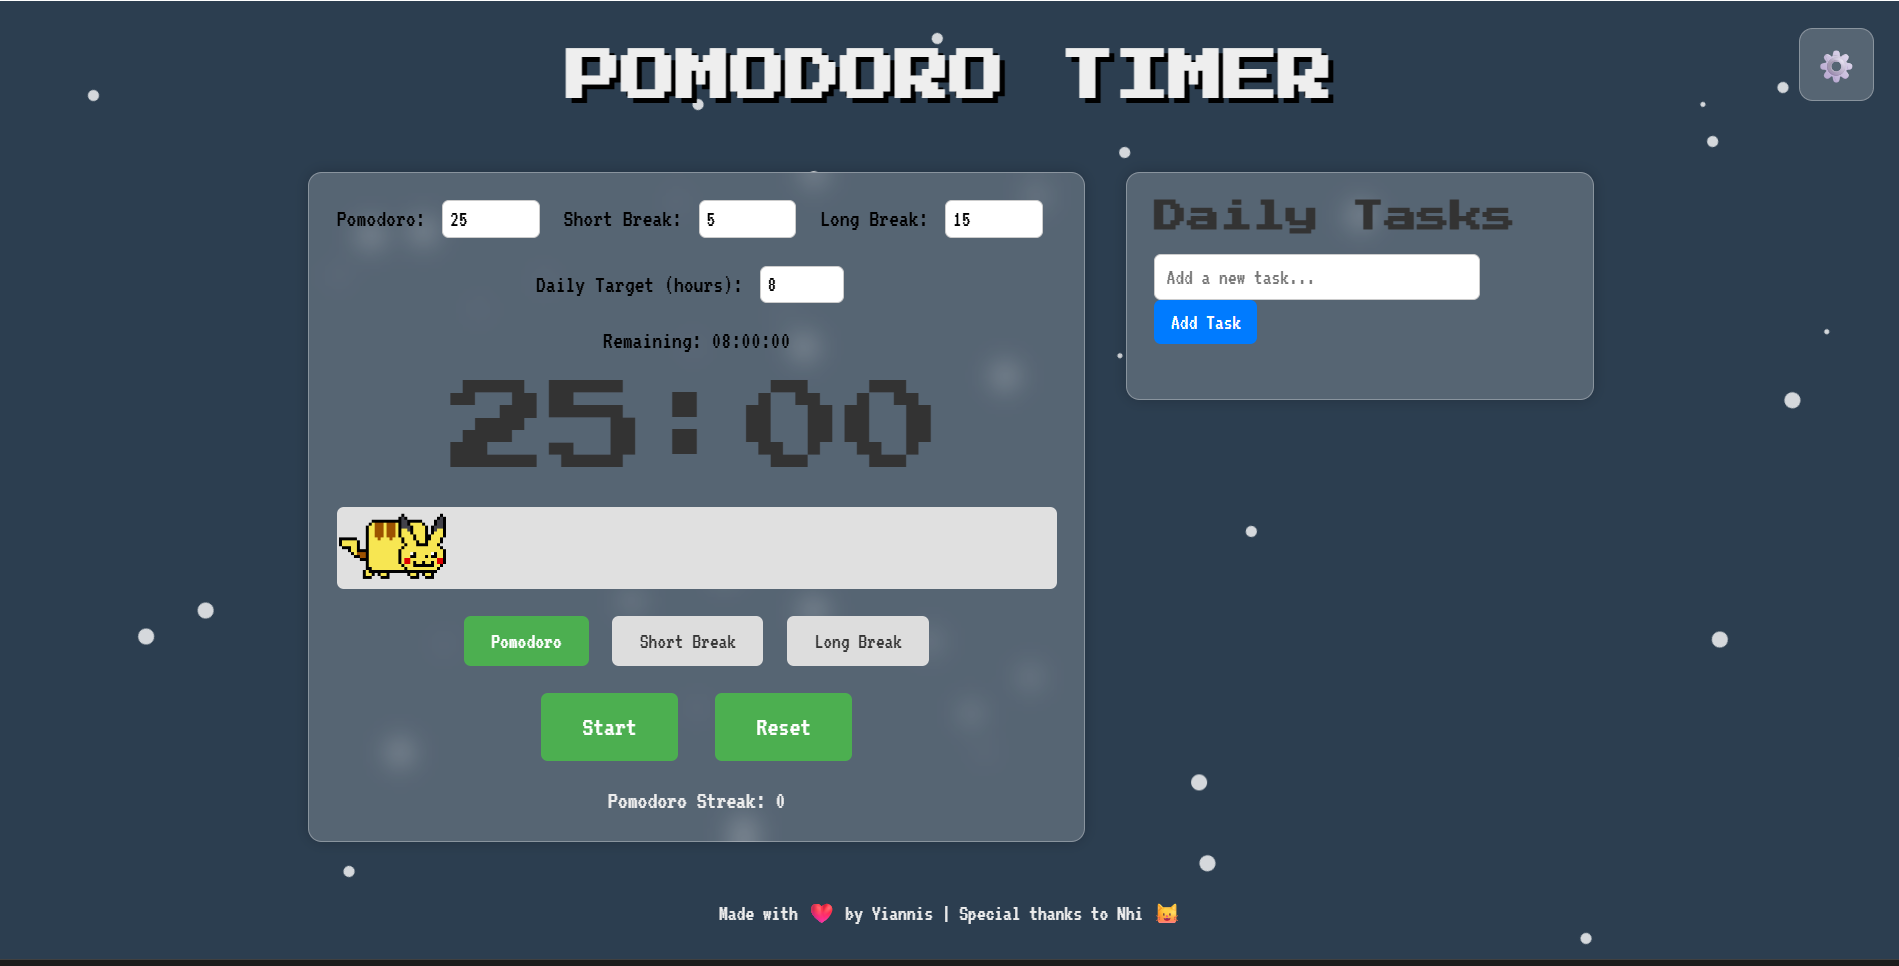 POMODORO TIMER
Pomodoro: 25 Short Break: 5 Long Break: 15
Daily Target (hours): 8
Remaining: 08:00:00
25:00
Pomodoro Short Break Long Break
Start Reset
Pomodoro Streak: 0
Daily Tasks
Add a new task...
Add Task
Made with ❤️ by Yiannis | Special thanks to Nhi 🐱